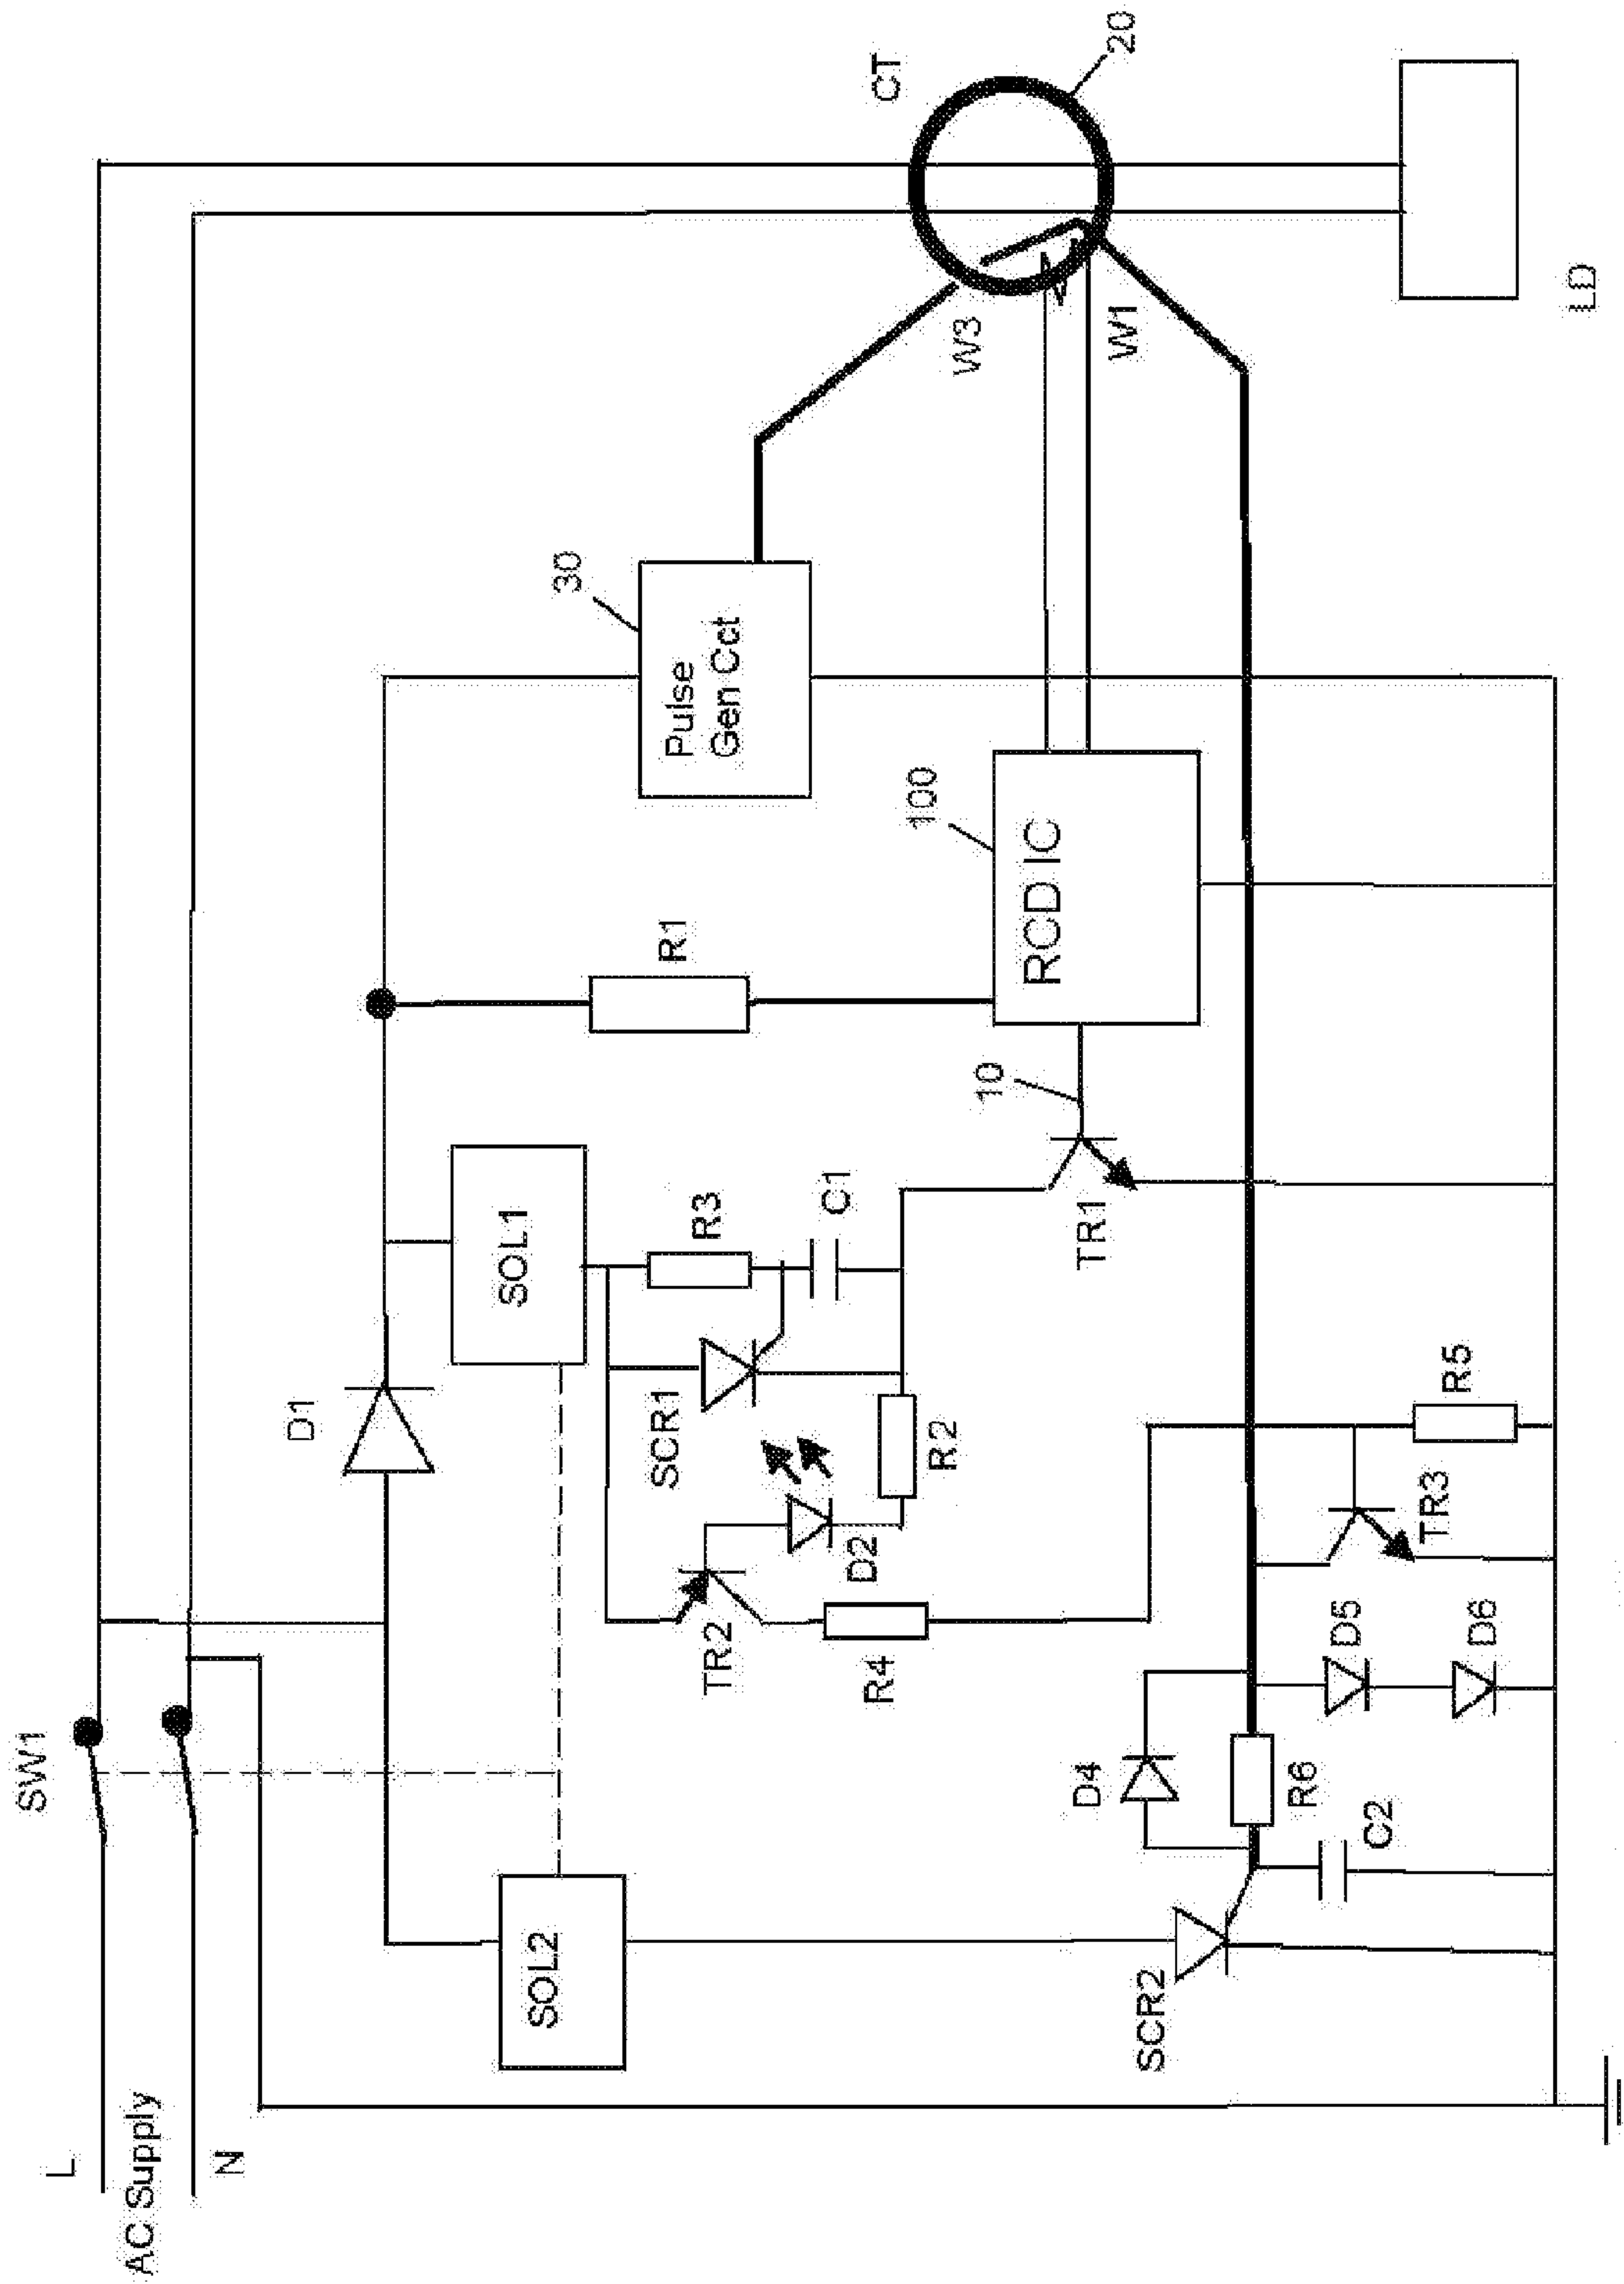 L
AC Supply
N
SW1
SOL2
SCR2
D1
SOL1
SCR1
R3
C1
TR2
D2
R2
R4
D4
R6
C2
D5
D6
TR3
R5
TR1
10
R1
100
RCD IC
30
Pulse
Gen Cct
W3
W1
CT
20
LD